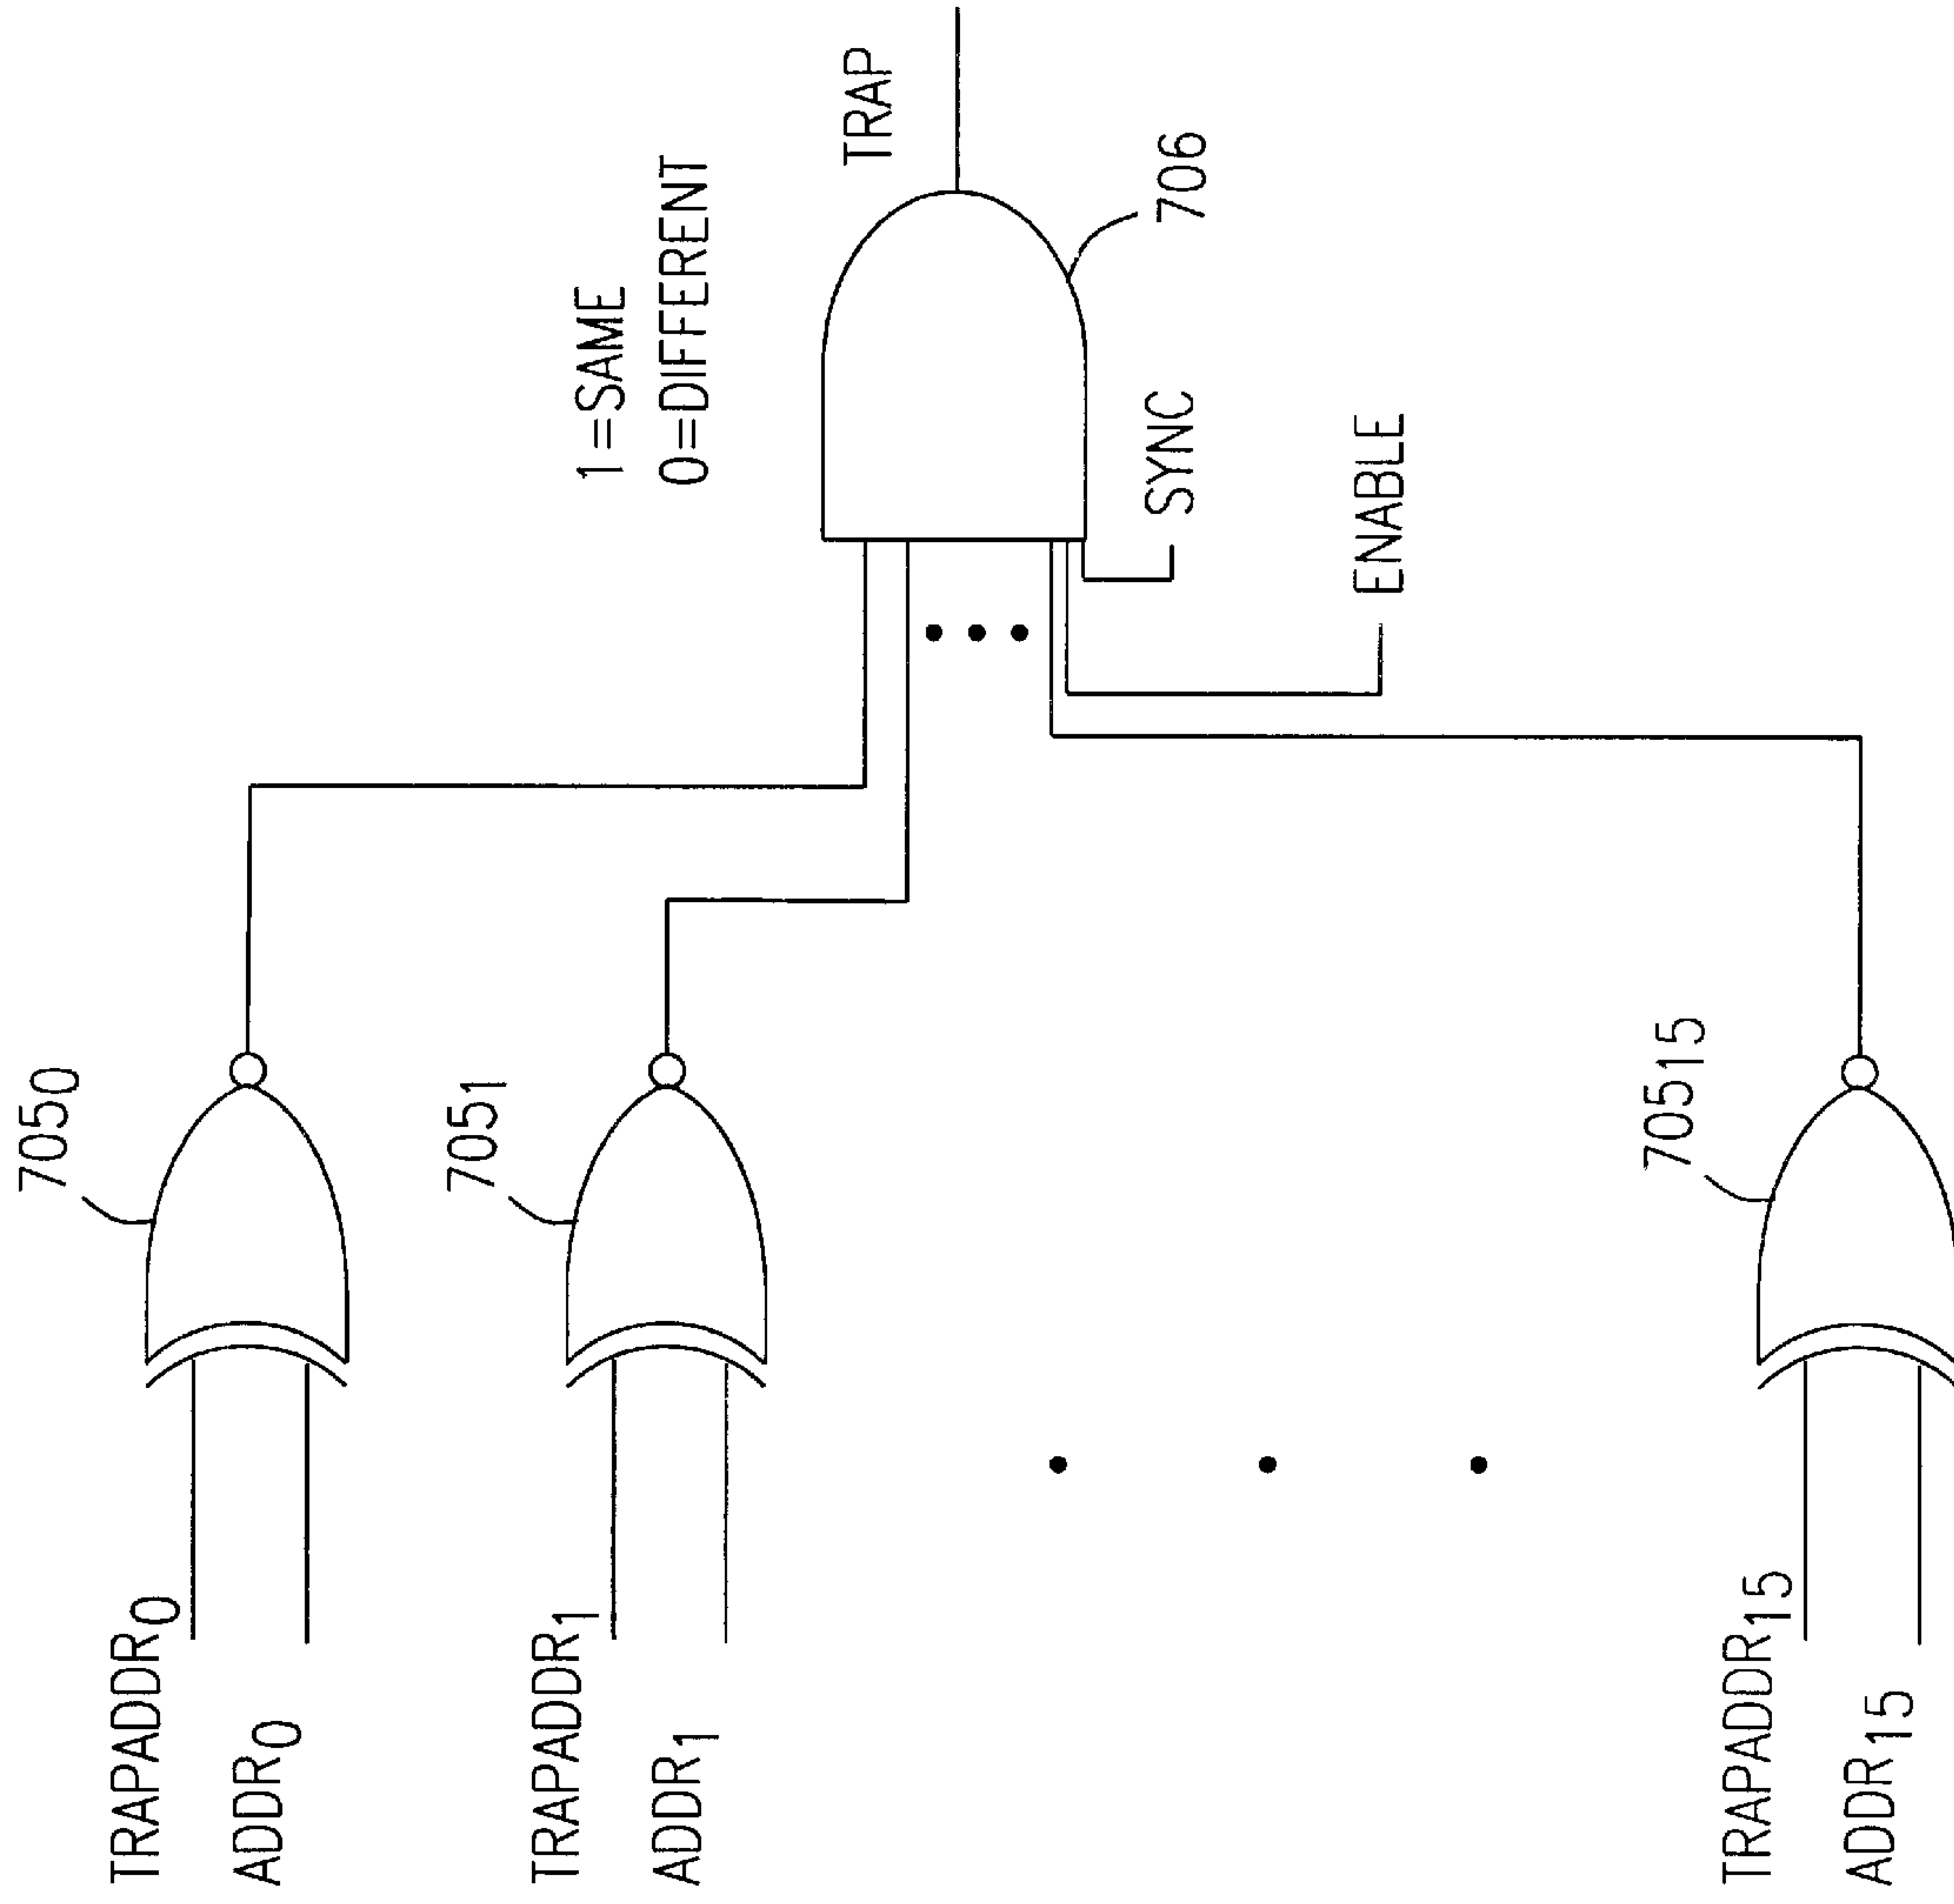 TRAPADDR0
ADDR0
7050
TRAPADDR1
ADDR1
7051
TRAPADDR15
ADDR15
70515
1=SAME
0=DIFFERENT
TRAP
706
SYNC
ENABLE